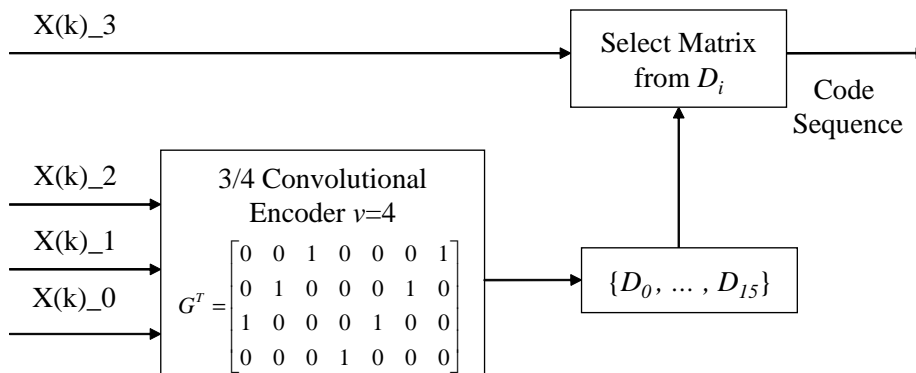 X(k)_3
Select Matrix
from D_i
Code
Sequence
X(k)_2
X(k)_1
X(k)_0
3/4 Convolutional
Encoder v=4
G^T =
0 0 1 0 0 0 1
0 1 0 0 0 1 0
1 0 0 0 1 0 0
0 0 0 1 0 0 0
{D_0, ... , D_15}